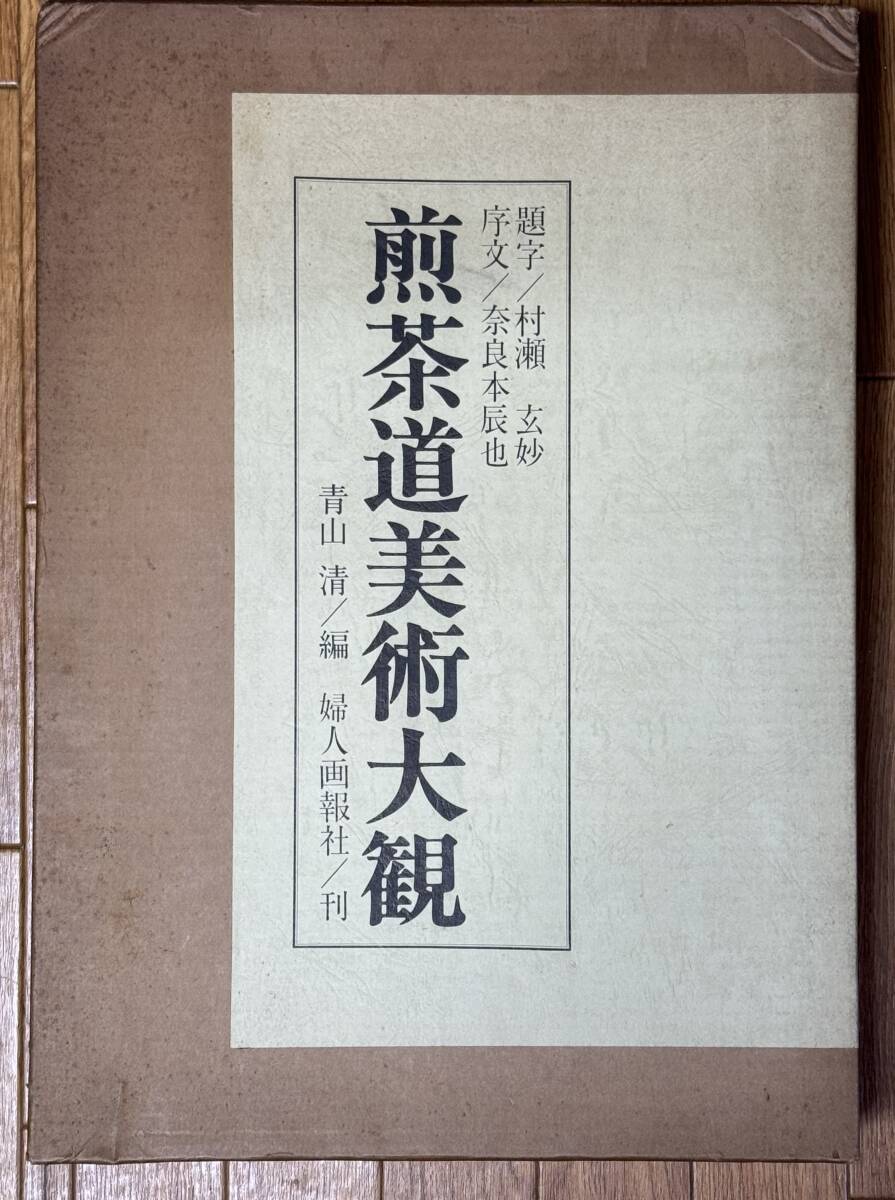 題字／村瀬　玄妙
序文／奈良本辰也
煎茶道美術大観
青山　清／編　婦人画報社／刊